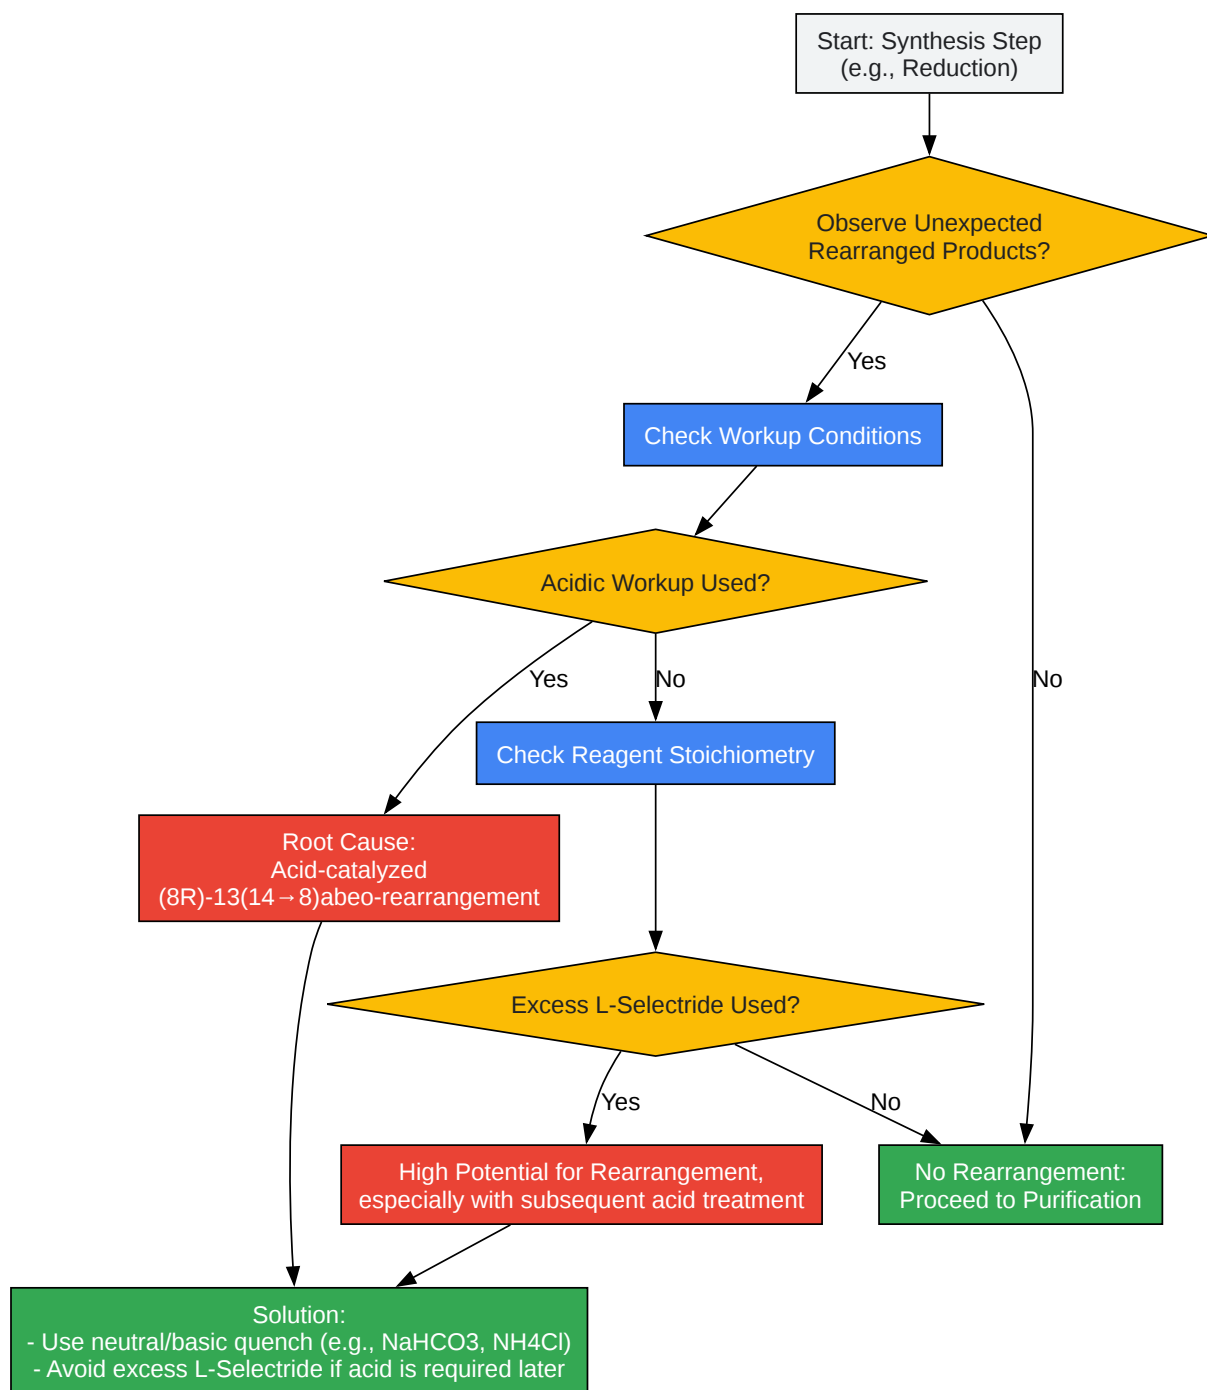 Start: Synthesis Step
(e.g., Reduction)
Observe Unexpected
Rearranged Products?
Yes
Check Workup Conditions
Acidic Workup Used?
Yes
No
No
Check Reagent Stoichiometry
Root Cause:
Acid-catalyzed
(8R)-13(14→8)abeo-rearrangement
Excess L-Selectride Used?
Yes
No
High Potential for Rearrangement,
especially with subsequent acid treatment
No Rearrangement:
Proceed to Purification
Solution:
- Use neutral/basic quench (e.g., NaHCO3, NH4Cl)
- Avoid excess L-Selectride if acid is required later